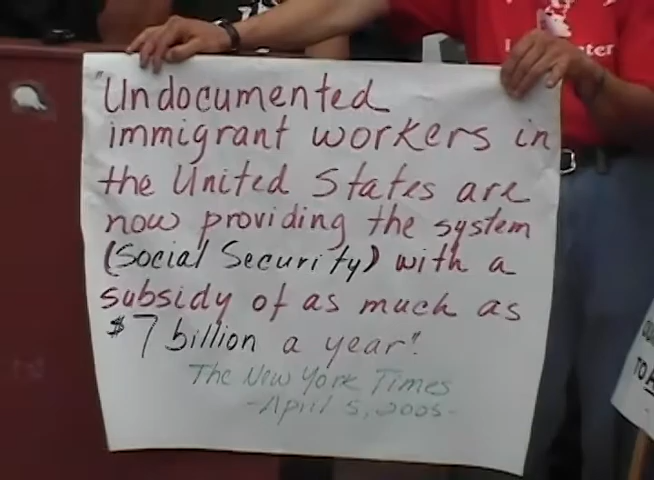 "Undocumented
immigrant workers in
the United States are
now providing the system
(Social Security) with a
subsidy of as much as
$7 billion a year".
The New York Times
-April 5, 2005-
TO